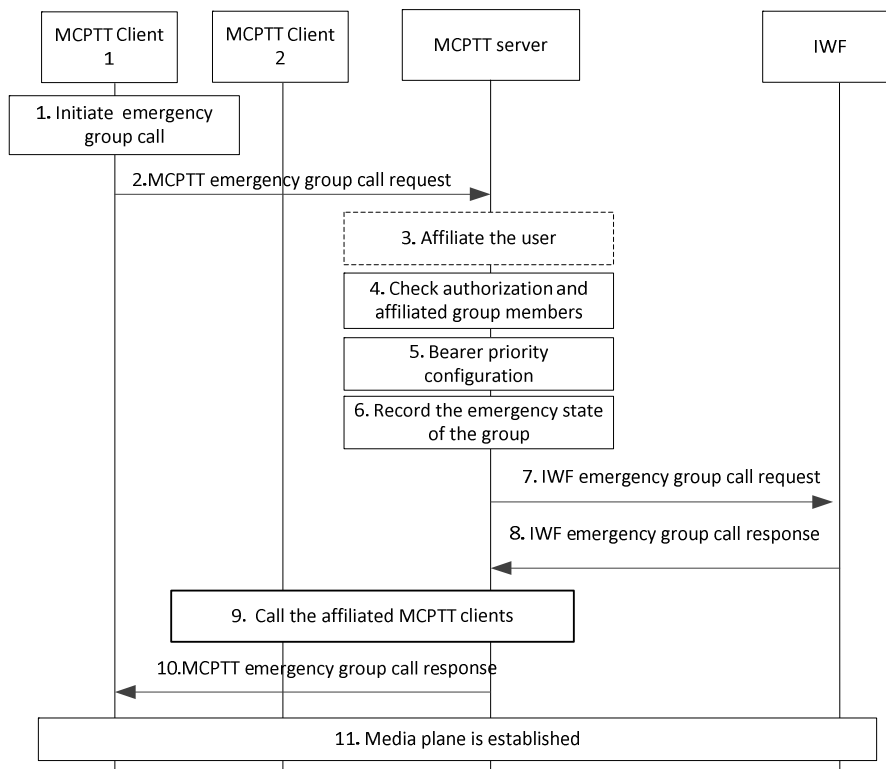 MCPTT Client
1
MCPTT Client
2
MCPTT server
IWF
1. Initiate emergency
group call
2.MCPTT emergency group call request
3. Affiliate the user
4. Check authorization and
affiliated group members
5. Bearer priority
configuration
6. Record the emergency state
of the group
7. IWF emergency group call request
8. IWF emergency group call response
9. Call the affiliated MCPTT clients
10.MCPTT emergency group call response
11. Media plane is established